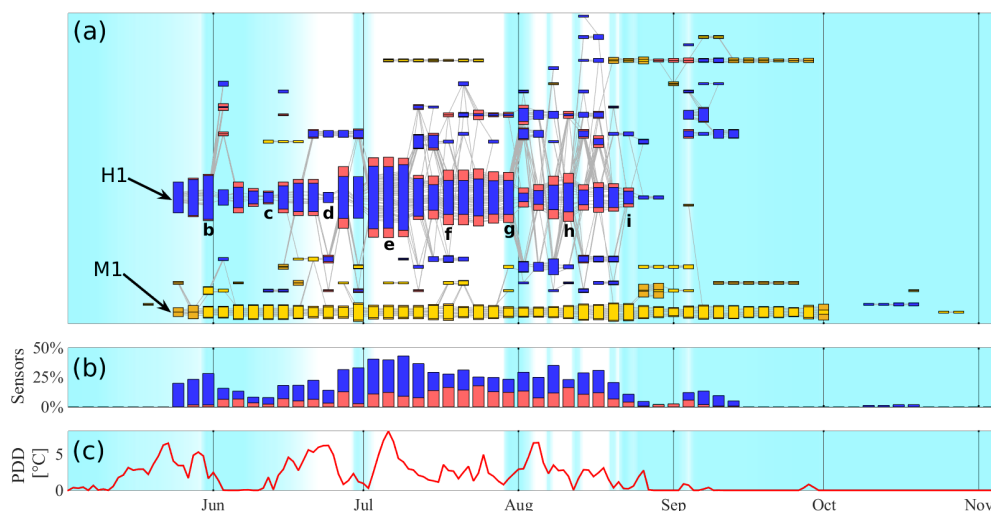 (a)
H1
b
c
d
e
f
g
h
i
M1
50%
25%
0%
Sensors
(b)
(c)
5
0
PDD
[°C]
Jun
Jul
Aug
Sep
Oct
Nov